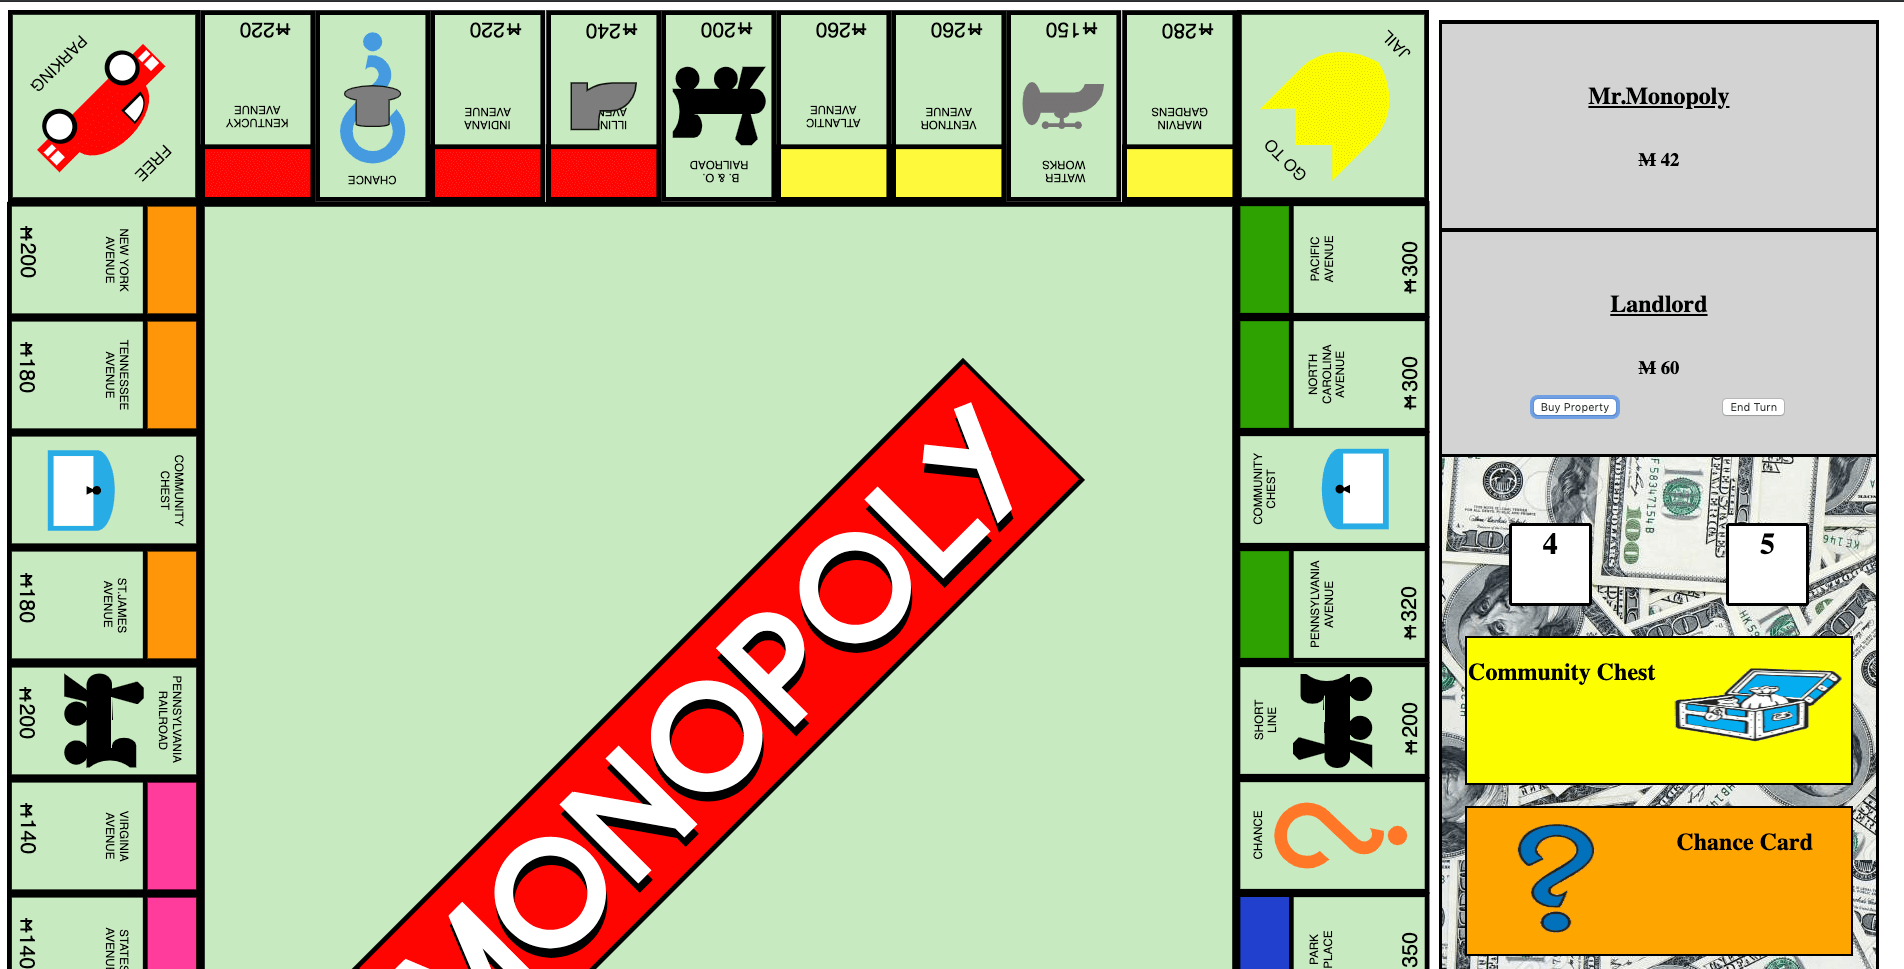 PARKING
FREE
₩220
KENTUCKY
AVENUE
CHANCE
₩220
INDIANA
AVENUE
₩240
₩200
B. & O.
RAILROAD
₩260
ATLANTIC
AVENUE
₩260
VENTNOR
AVENUE
₩150
WATER
WORKS
₩280
MARVIN
GARDENS
GO TO
JAIL
₩200
NEW YORK
AVENUE
₩180
TENNESSEE
AVENUE
COMMUNITY
CHEST
₩180
ST.JAMES
AVENUE
₩200
PENNSYLVANIA
RAILROAD
₩140
VIRGINIA
AVENUE
₩140
STATES
MONOPOLY
PACIFIC
AVENUE
₩300
NORTH
CAROLINA
AVENUE
₩300
COMMUNITY
CHEST
PENNSYLVANIA
AVENUE
₩320
SHORT
LINE
₩200
CHANCE
PARK
PLACE
350
Mr.Monopoly
M 42
Landlord
M 60
Buy Property
End Turn
4
5
Community Chest
Chance Card